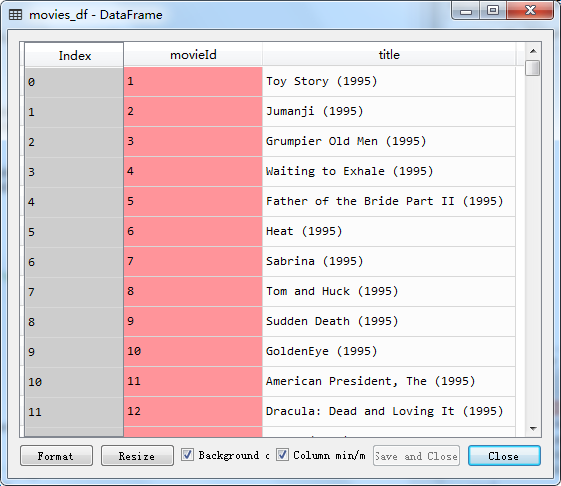 movies_df - DataFrame
Index movieId title
0 1 Toy Story (1995)
1 2 Jumanji (1995)
2 3 Grumpier Old Men (1995)
3 4 Waiting to Exhale (1995)
4 5 Father of the Bride Part II (1995)
5 6 Heat (1995)
6 7 Sabrina (1995)
7 8 Tom and Huck (1995)
8 9 Sudden Death (1995)
9 10 GoldenEye (1995)
10 11 American President, The (1995)
11 12 Dracula: Dead and Loving It (1995)
Format Resize Background c Column min/m Save and Close Close